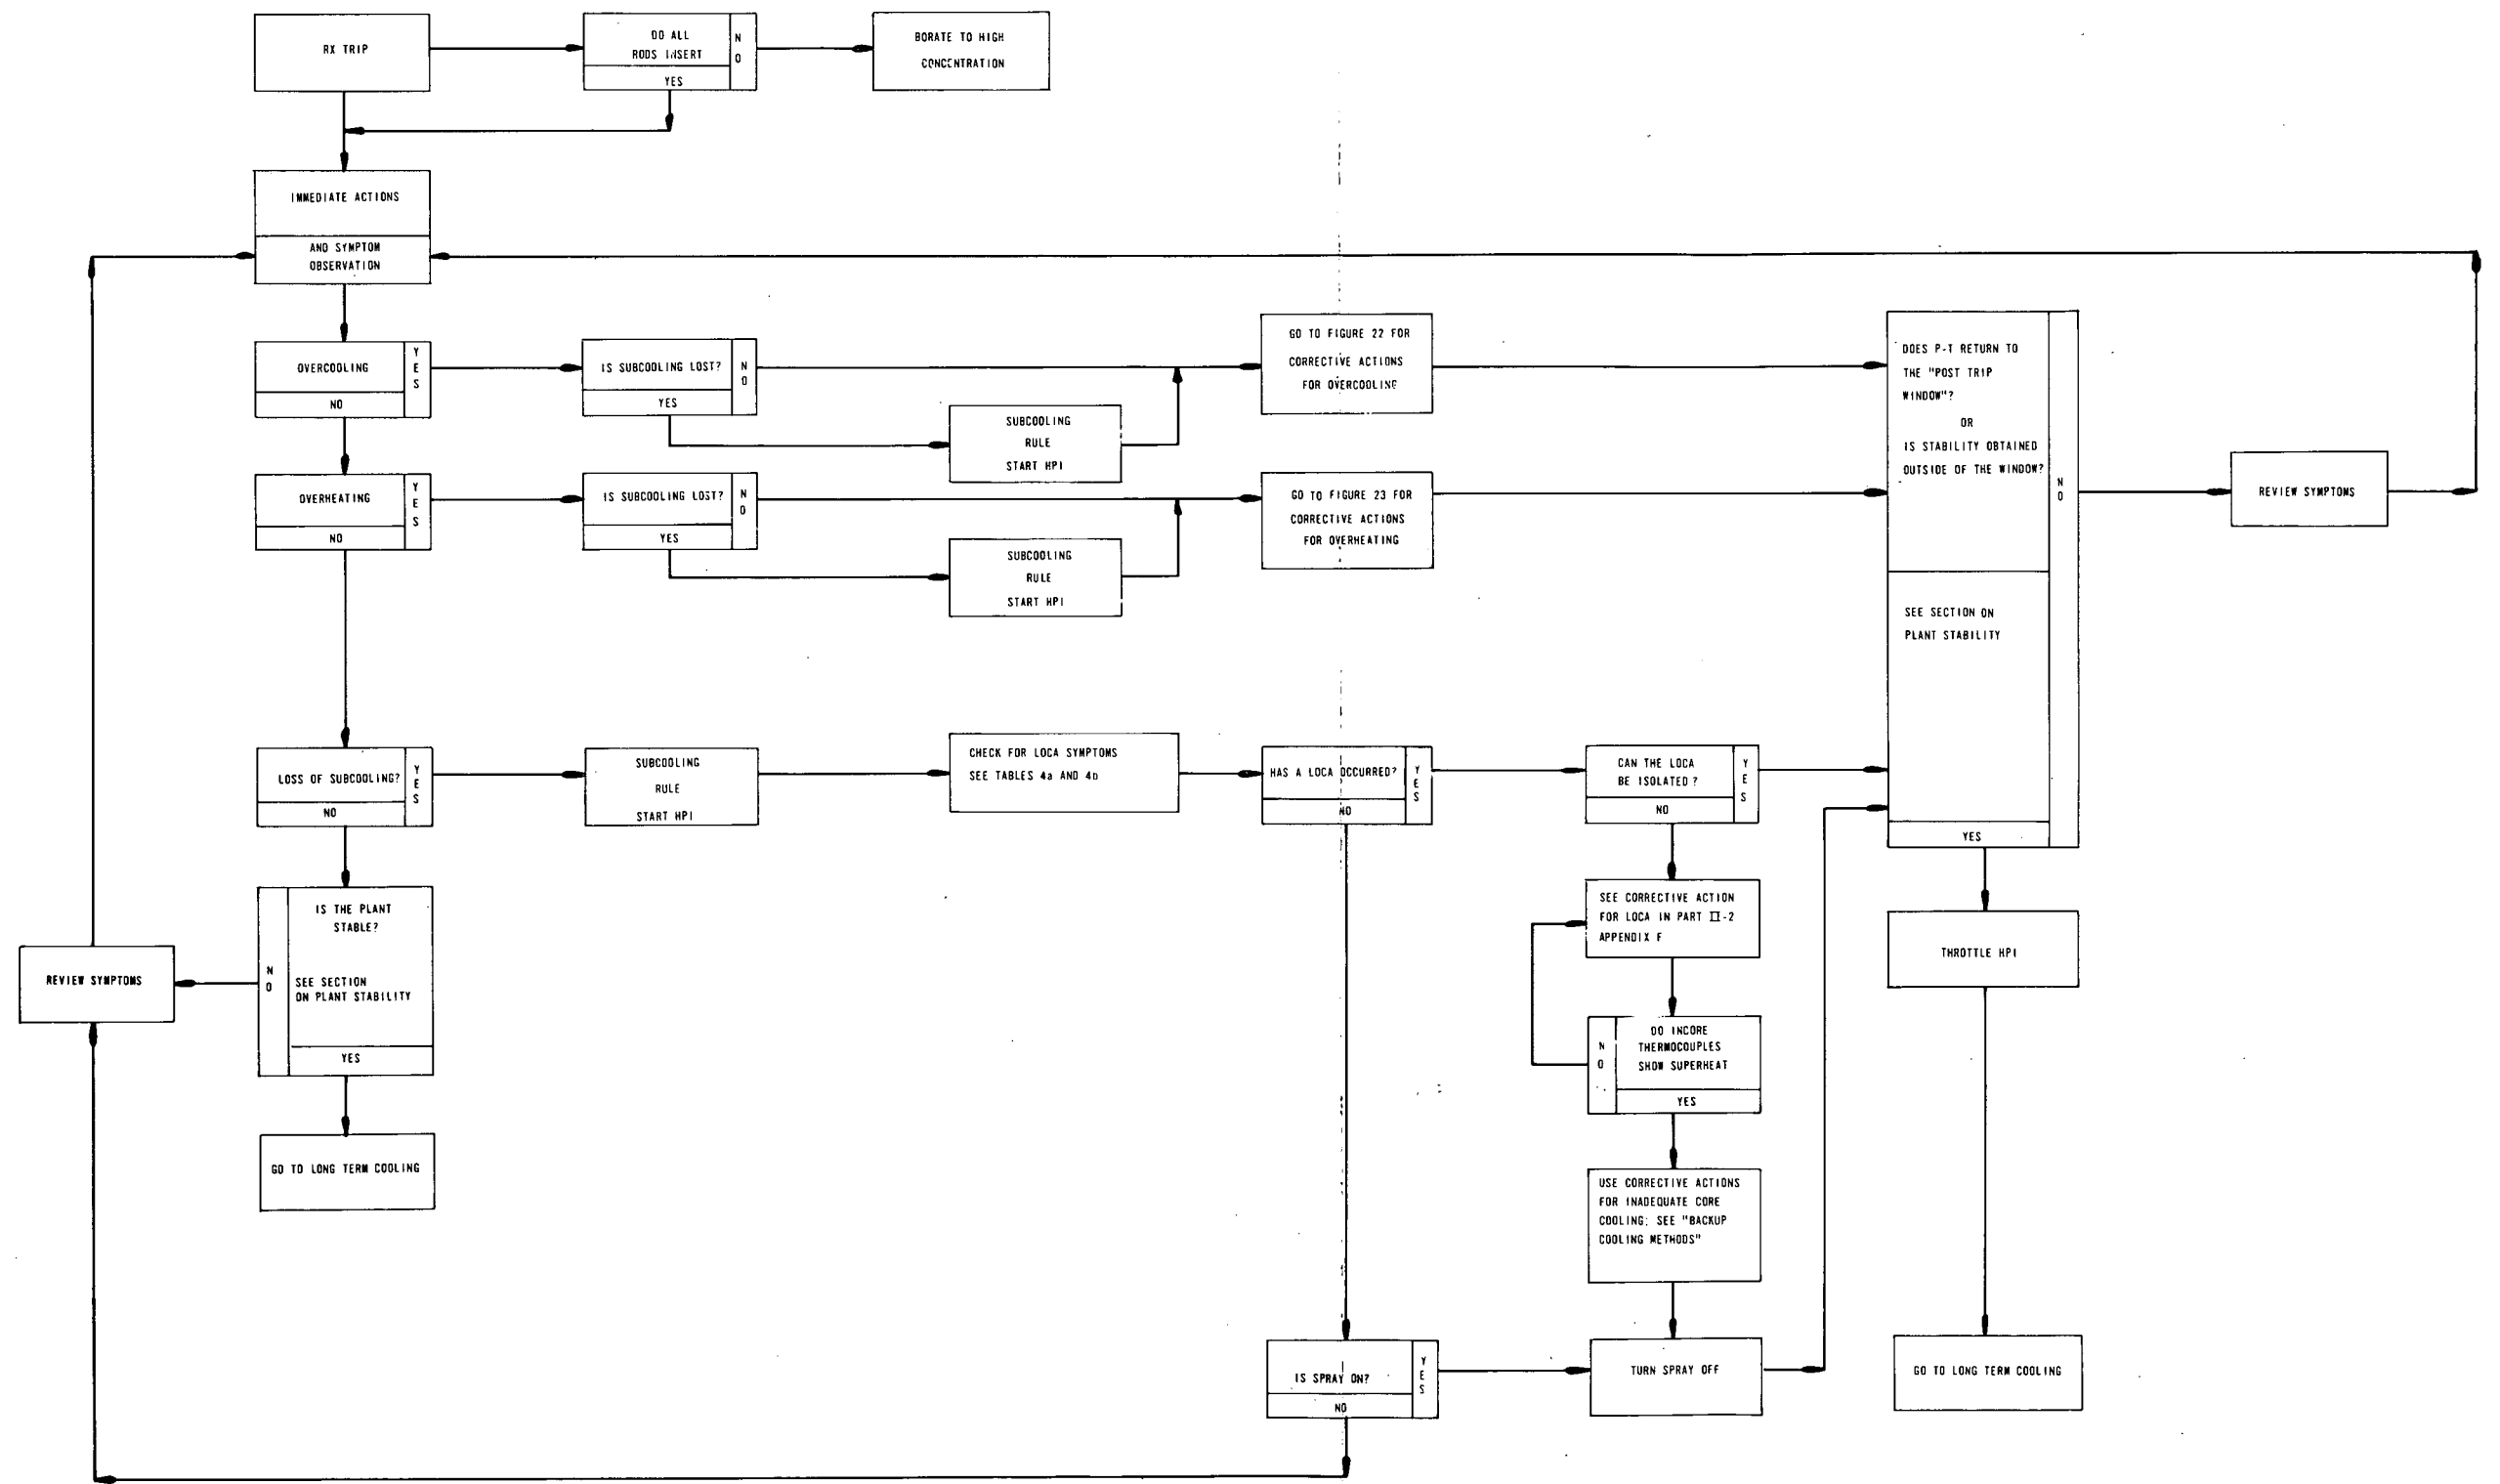 RX TRIP
DO ALL
RODS INSERT
YES
NO
BORATE TO HIGH
CONCENTRATION
IMMEDIATE ACTIONS
AND SYMPTOM
OBSERVATION
OVERCOOLING
NO
YES
IS SUBCOOLING LOST?
YES
NO
SUBCOOLING
RULE
START HPI
GO TO FIGURE 22 FOR
CORRECTIVE ACTIONS
FOR OVERCOOLING
OVERHEATING
NO
YES
IS SUBCOOLING LOST?
YES
NO
SUBCOOLING
RULE
START HPI
GO TO FIGURE 23 FOR
CORRECTIVE ACTIONS
FOR OVERHEATING
DOES P-T RETURN TO
THE "POST TRIP
WINDOW"?
OR
IS STABILITY OBTAINED
OUTSIDE OF THE WINDOW?
SEE SECTION ON
PLANT STABILITY
YES
NO
REVIEW SYMPTOMS
LOSS OF SUBCOOLING?
NO
YES
SUBCOOLING
RULE
START HPI
CHECK FOR LOCA SYMPTOMS
SEE TABLES 4a AND 4b
HAS A LOCA OCCURRED?
NO
YES
CAN THE LOCA
BE ISOLATED?
NO
YES
SEE CORRECTIVE ACTION
FOR LOCA IN PART II-2
APPENDIX F
THROTTLE HPI
REVIEW SYMPTOMS
NO
IS THE PLANT
STABLE?
SEE SECTION
ON PLANT STABILITY
YES
NO
DO INCORE
THERMOCOUPLES
SHOW SUPERHEAT
YES
GO TO LONG TERM COOLING
USE CORRECTIVE ACTIONS
FOR INADEQUATE CORE
COOLING; SEE "BACKUP
COOLING METHODS"
IS SPRAY ON?
NO
YES
TURN SPRAY OFF
GO TO LONG TERM COOLING